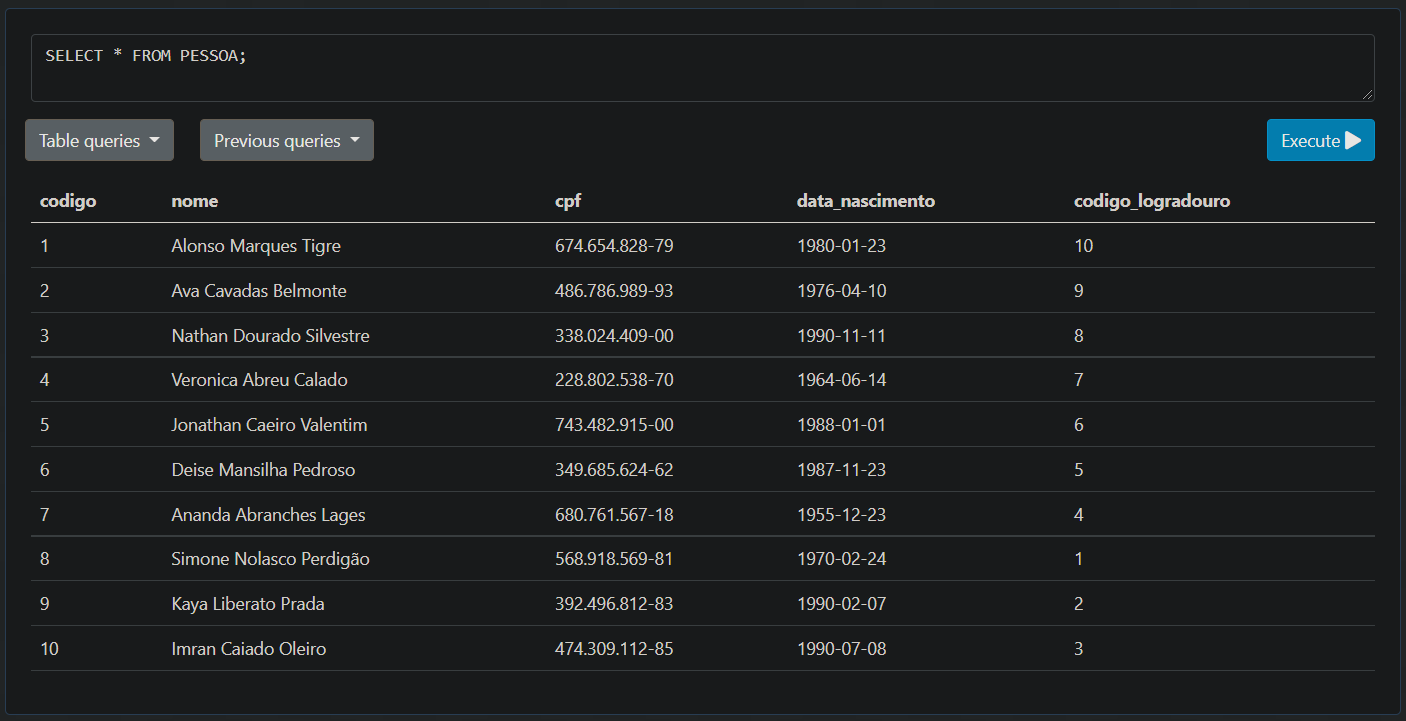 SELECT * FROM PESSOA;
Table queries Previous queries Execute
codigo nome cpf data_nascimento codigo_logradouro
1 Alonso Marques Tigre 674.654.828-79 1980-01-23 10
2 Ava Cavadas Belmonte 486.786.989-93 1976-04-10 9
3 Nathan Dourado Silvestre 338.024.409-00 1990-11-11 8
4 Veronica Abreu Calado 228.802.538-70 1964-06-14 7
5 Jonathan Caeiro Valentim 743.482.915-00 1988-01-01 6
6 Deise Mansilha Pedroso 349.685.624-62 1987-11-23 5
7 Ananda Abranches Lages 680.761.567-18 1955-12-23 4
8 Simone Nolasco Perdigão 568.918.569-81 1970-02-24 1
9 Kaya Liberato Prada 392.496.812-83 1990-02-07 2
10 Imran Caiado Oleiro 474.309.112-85 1990-07-08 3